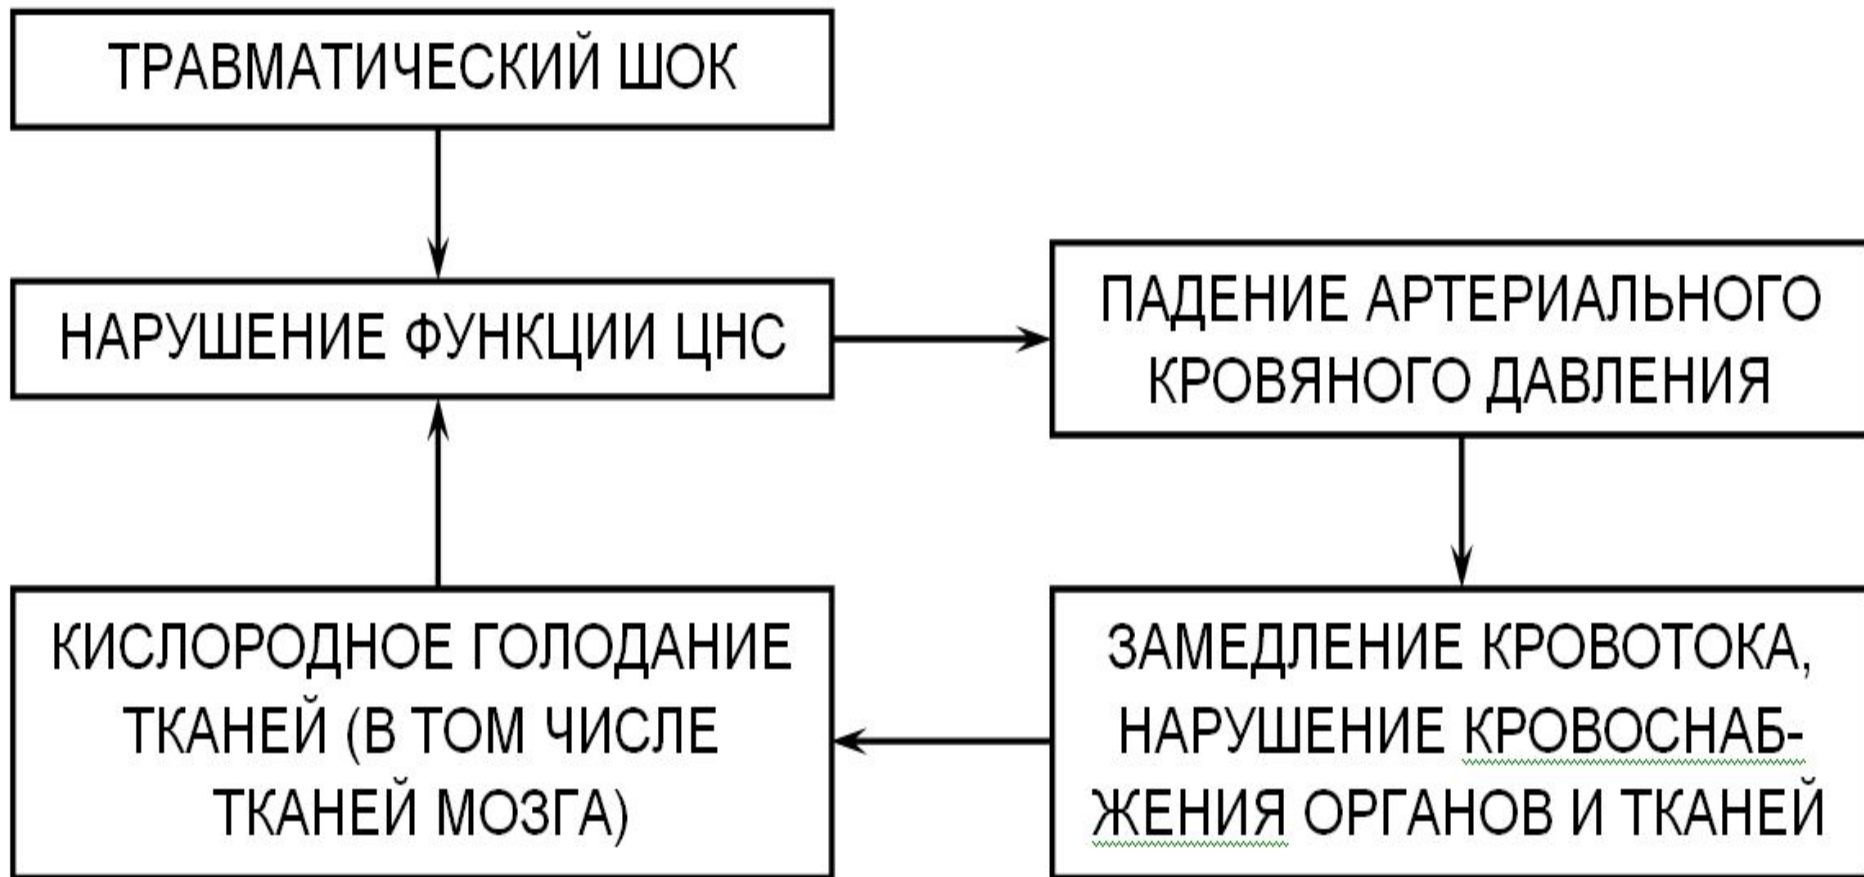 ТРАВМАТИЧЕСКИЙ ШОК
НАРУШЕНИЕ ФУНКЦИИ ЦНС
ПАДЕНИЕ АРТЕРИАЛЬНОГО
КРОВЯНОГО ДАВЛЕНИЯ
ЗАМЕДЛЕНИЕ КРОВОТОКА,
НАРУШЕНИЕ КРОВОСНАБ-
ЖЕНИЯ ОРГАНОВ И ТКАНЕЙ
КИСЛОРОДНОЕ ГОЛОДАНИЕ
ТКАНЕЙ (В ТОМ ЧИСЛЕ
ТКАНЕЙ МОЗГА)